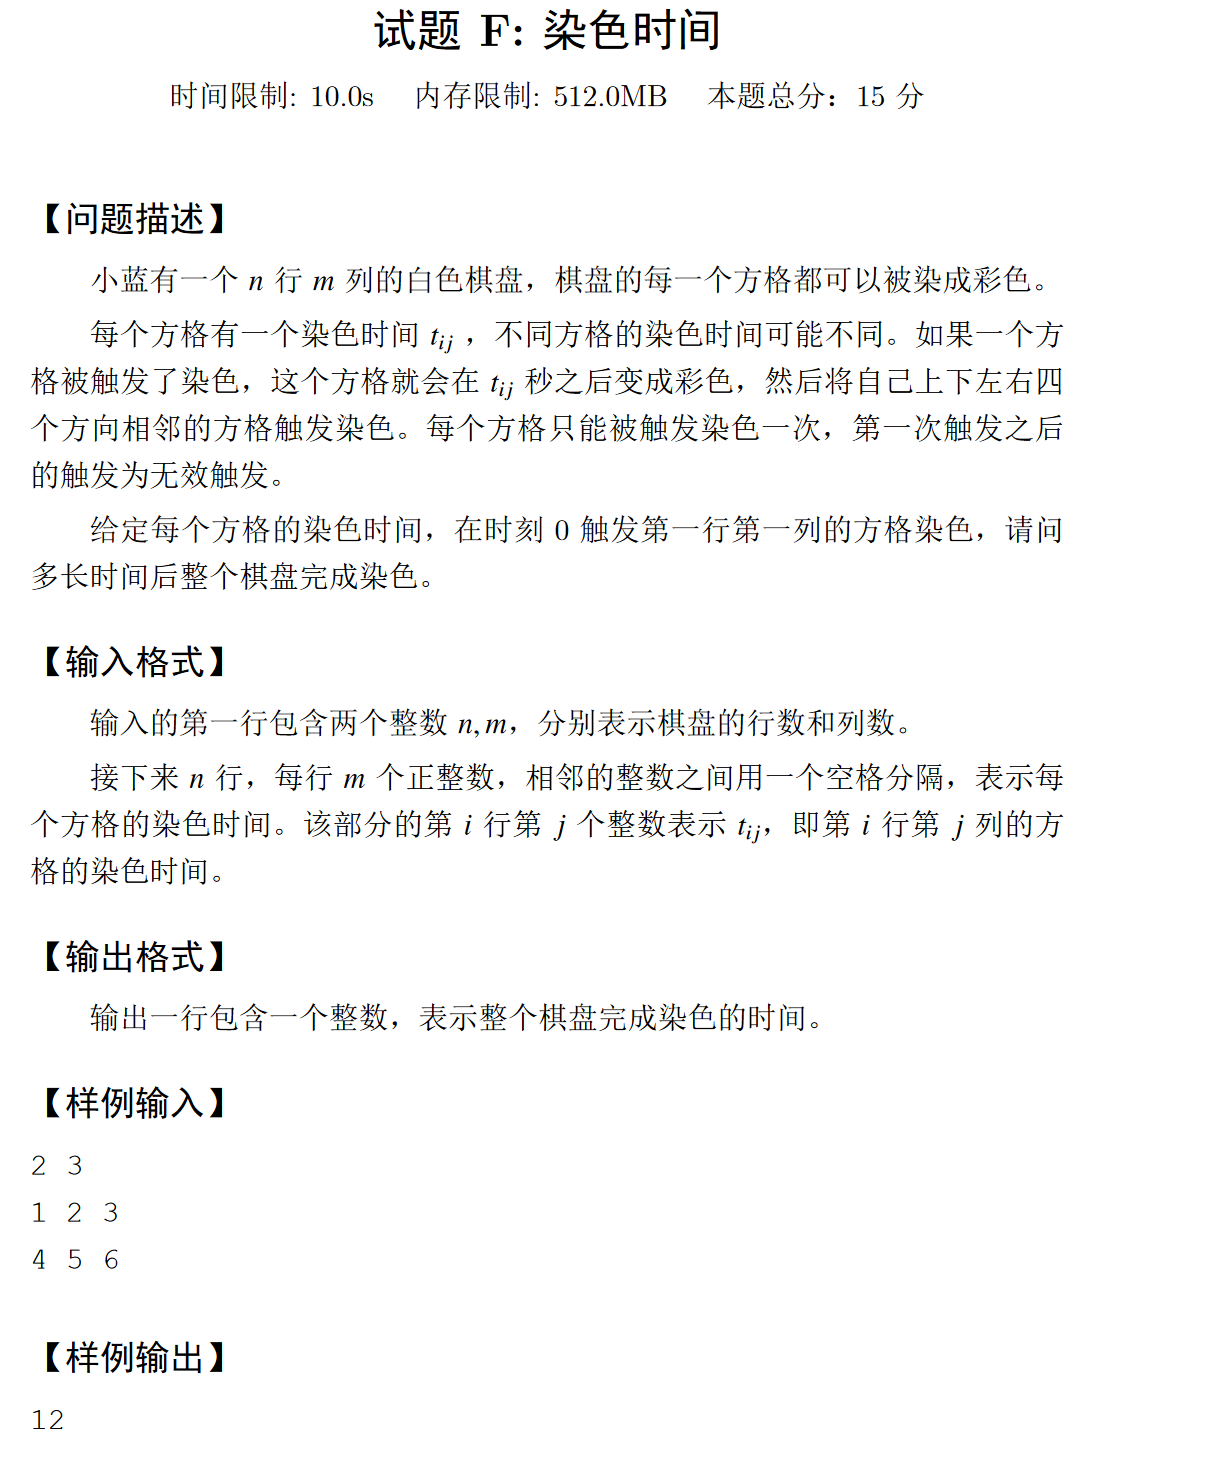 试题 F: 染色时间
时间限制: 10.0s 内存限制: 512.0MB 本题总分：15 分
【问题描述】
小蓝有一个 n 行 m 列的白色棋盘，棋盘的每一个方格都可以被染成彩色。
每个方格有一个染色时间 tij ，不同方格的染色时间可能不同。如果一个方
格被触发了染色，这个方格就会在 tij 秒之后变成彩色，然后将自己上下左右四
个方向相邻的方格触发染色。每个方格只能被触发染色一次，第一次触发之后
的触发为无效触发。
给定每个方格的染色时间，在时刻 0 触发第一行第一列的方格染色，请问
多长时间后整个棋盘完成染色。
【输入格式】
输入的第一行包含两个整数 n, m，分别表示棋盘的行数和列数。
接下来 n 行，每行 m 个正整数，相邻的整数之间用一个空格分隔，表示每
个方格的染色时间。该部分的第 i 行第 j 个整数表示 tij，即第 i 行第 j 列的方
格的染色时间。
【输出格式】
输出一行包含一个整数，表示整个棋盘完成染色的时间。
【样例输入】
2 3
1 2 3
4 5 6
【样例输出】
12